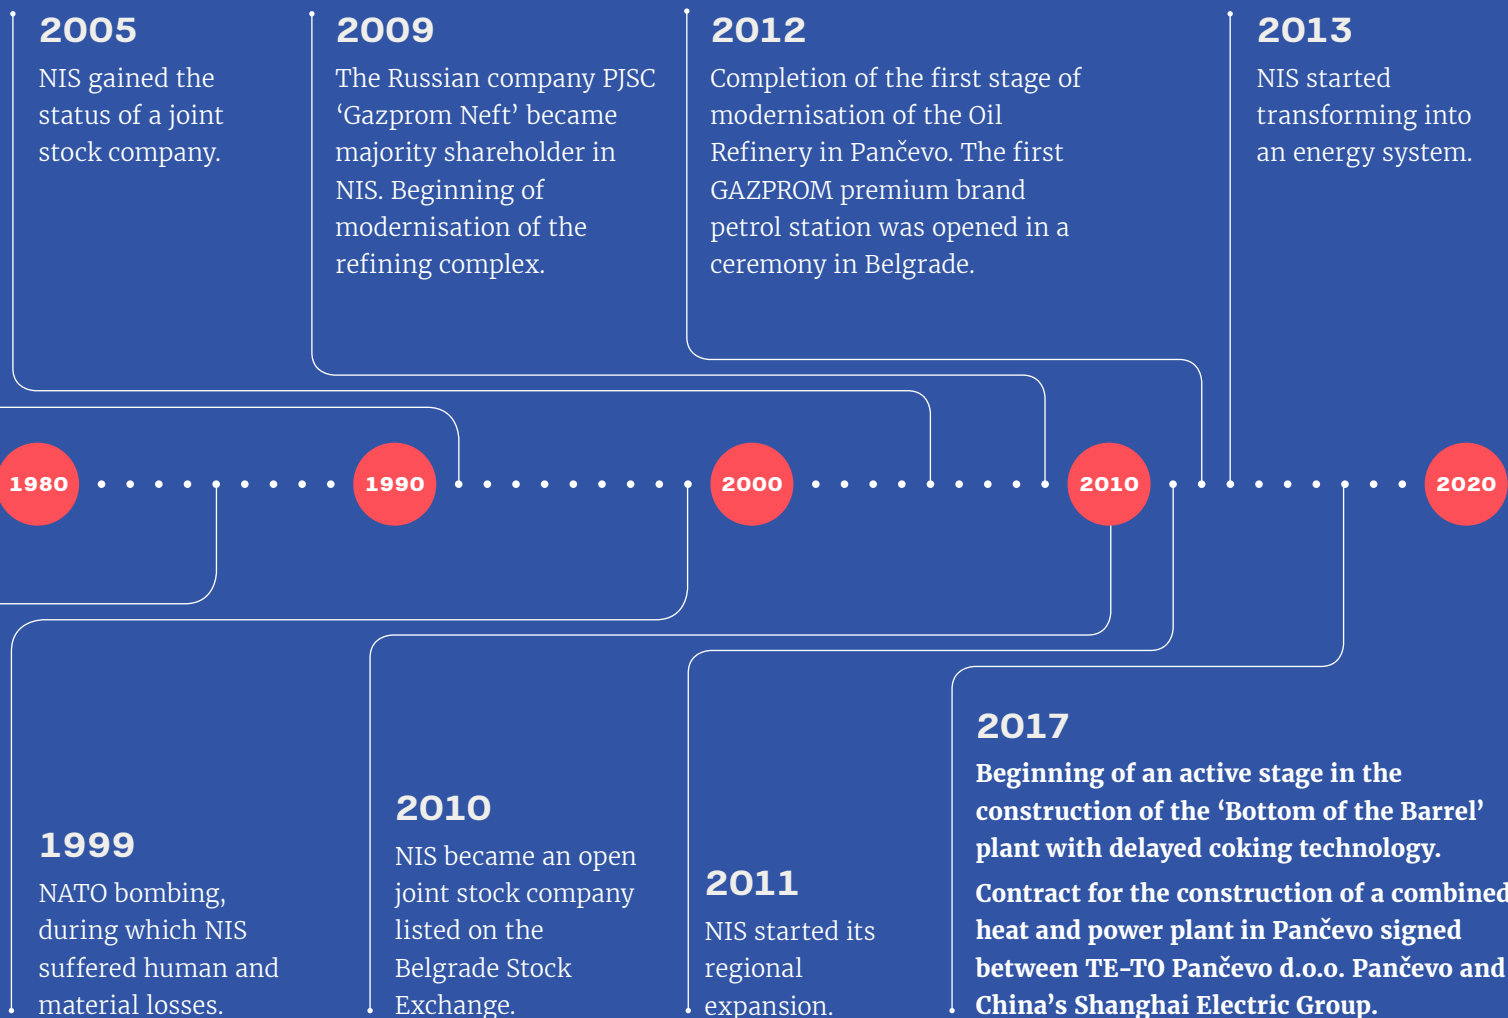 2005
NIS gained the
status of a joint
stock company.
2009
The Russian company PJSC
‘Gazprom Neft’ became
majority shareholder in
NIS. Beginning of
modernisation of the
refining complex.
2012
Completion of the first stage of
modernisation of the Oil
Refinery in Pančevo. The first
GAZPROM premium brand
petrol station was opened in a
ceremony in Belgrade.
2013
NIS started
transforming into
an energy system.
1980
1990
2000
2010
2020
1999
NATO bombing,
during which NIS
suffered human and
material losses.
2010
NIS became an open
joint stock company
listed on the
Belgrade Stock
Exchange.
2011
NIS started its
regional
expansion.
2017
Beginning of an active stage in the
construction of the ‘Bottom of the Barrel’
plant with delayed coking technology.
Contract for the construction of a combined
heat and power plant in Pančevo signed
between TE-TO Pančevo d.o.o. Pančevo and
China’s Shanghai Electric Group.